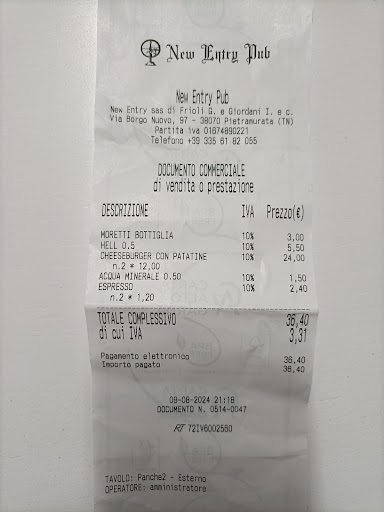 New Entry Pub
New Entry Pub
New Entry sas di Frioli G. e Giordani I. e c.
Via Borgo Nuovo, 97 - 38070 Pietramurata (TN)
Partita iva 01874890221
Telefono +39 335 61 82 055
DOCUMENTO COMMERCIALE
di vendita o prestazione
DESCRIZIONE IVA Prezzo(€)
MORETTI BOTTIGLIA 10% 3,00
HELL 0.5 10% 5,50
CHEESEBURGER CON PATATINE 10% 24,00
n.2 * 12,00
ACQUA MINERALE 0.50 10% 1,50
ESPRESSO 10% 2,40
n.2 * 1,20
TOTALE COMPLESSIVO 36,40
di cui IVA 3,31
Pagamento elettronico 36,40
Importo pagato 36,40
09-08-2024 21:18
DOCUMENTO N. 0514-0047
RT 72IV6002560
TAVOLO: Panche2 - Esterno
OPERATORE: amministratore